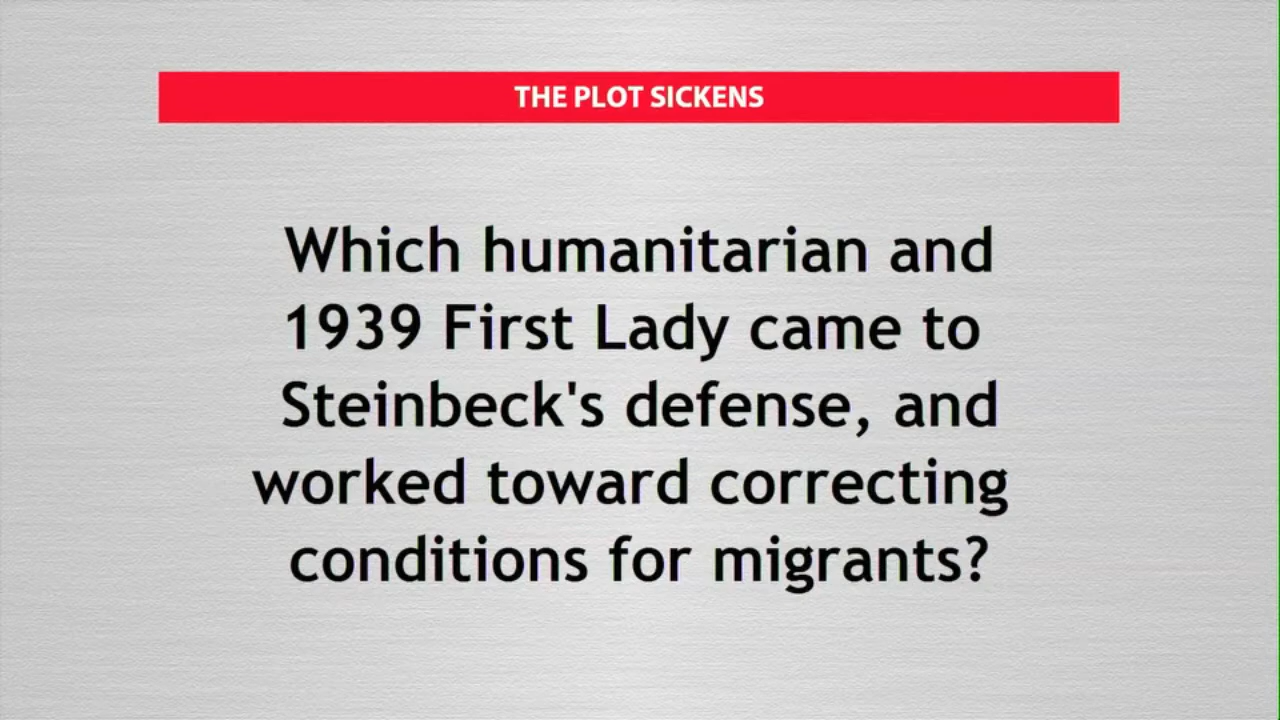 THE PLOT SICKENS
Which humanitarian and
1939 First Lady came to
Steinbeck's defense, and
worked toward correcting
conditions for migrants?